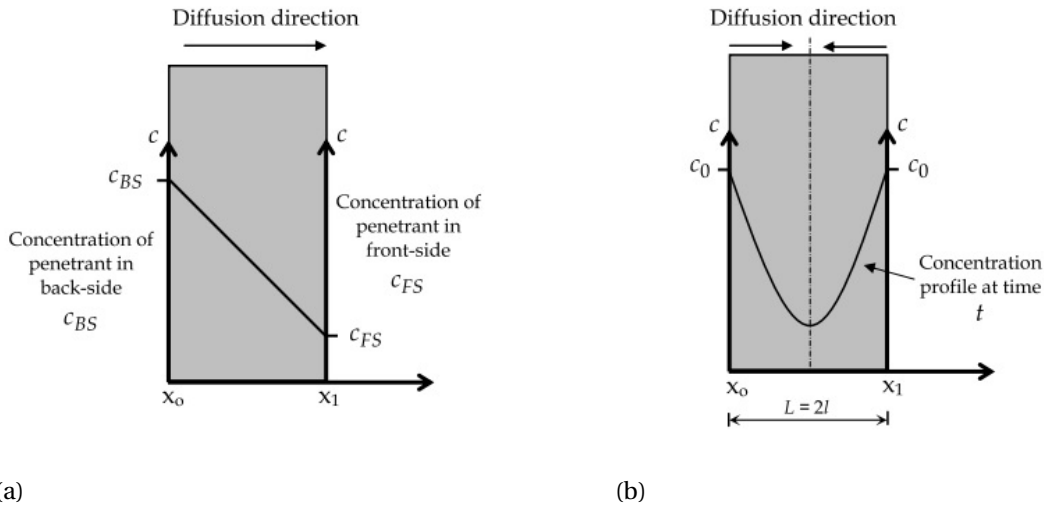 Diffusion direction
c
c
c_BS
Concentration of
penetrant in
back-side
c_BS
Concentration of
penetrant in
front-side
c_FS
c_FS
x_o
x_1
(a)
Diffusion direction
c
c
c_0
c_0
Concentration
profile at time
t
x_o
x_1
L = 2l
(b)